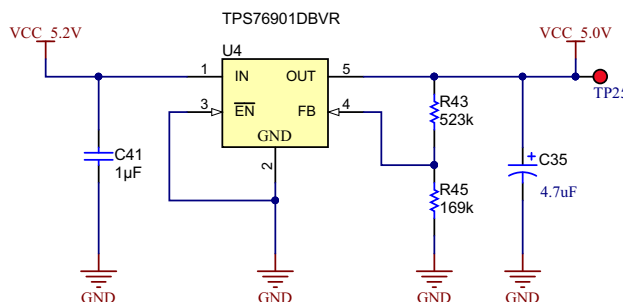 TPS76901DBVR
VCC_5.2V
VCC_5.0V
U4
1
IN
OUT
5
3
EN
FB
4
GND
2
R43
523k
TP25
C41
1µF
R45
169k
C35
+
4.7uF
GND
GND
GND
GND